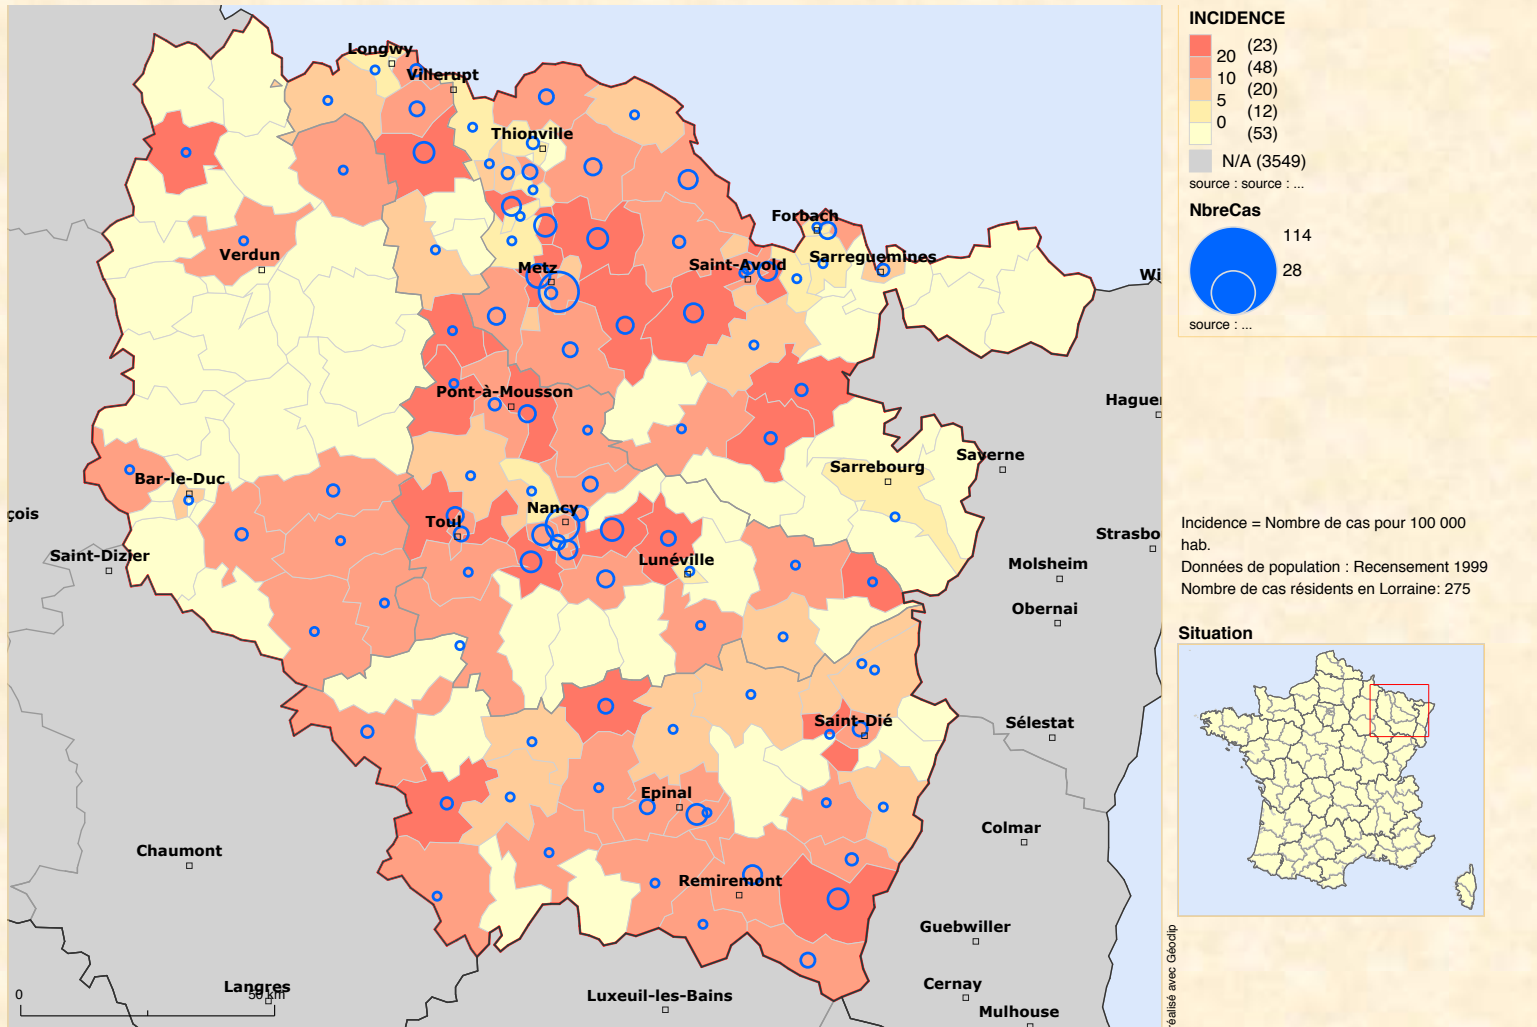 Longwy
Villerupt
Thionville
Forbach
Verdun
Metz
Saint-Avold
Sarreguemines
Wi
Pont-à-Mousson
Haguer
Bar-le-Duc
Sarrebourg
Saverne
çois
Toul
Nancy
Strasbo
Saint-Dizier
Lunéville
Molsheim
Obernai
Saint-Dié
Sélestat
Epinal
Colmar
Chaumont
Remiremont
Guebwiller
Langres
Cernay
Luxeuil-les-Bains
Mulhouse
0
50 km
INCIDENCE
(23)
20
(48)
10
(20)
5
(12)
0
(53)
N/A (3549)
source : source : ...
NbreCas
114
28
source : ...
Incidence = Nombre de cas pour 100 000
hab.
Données de population : Recensement 1999
Nombre de cas résidents en Lorraine: 275
Situation
réalisé avec Géoclip